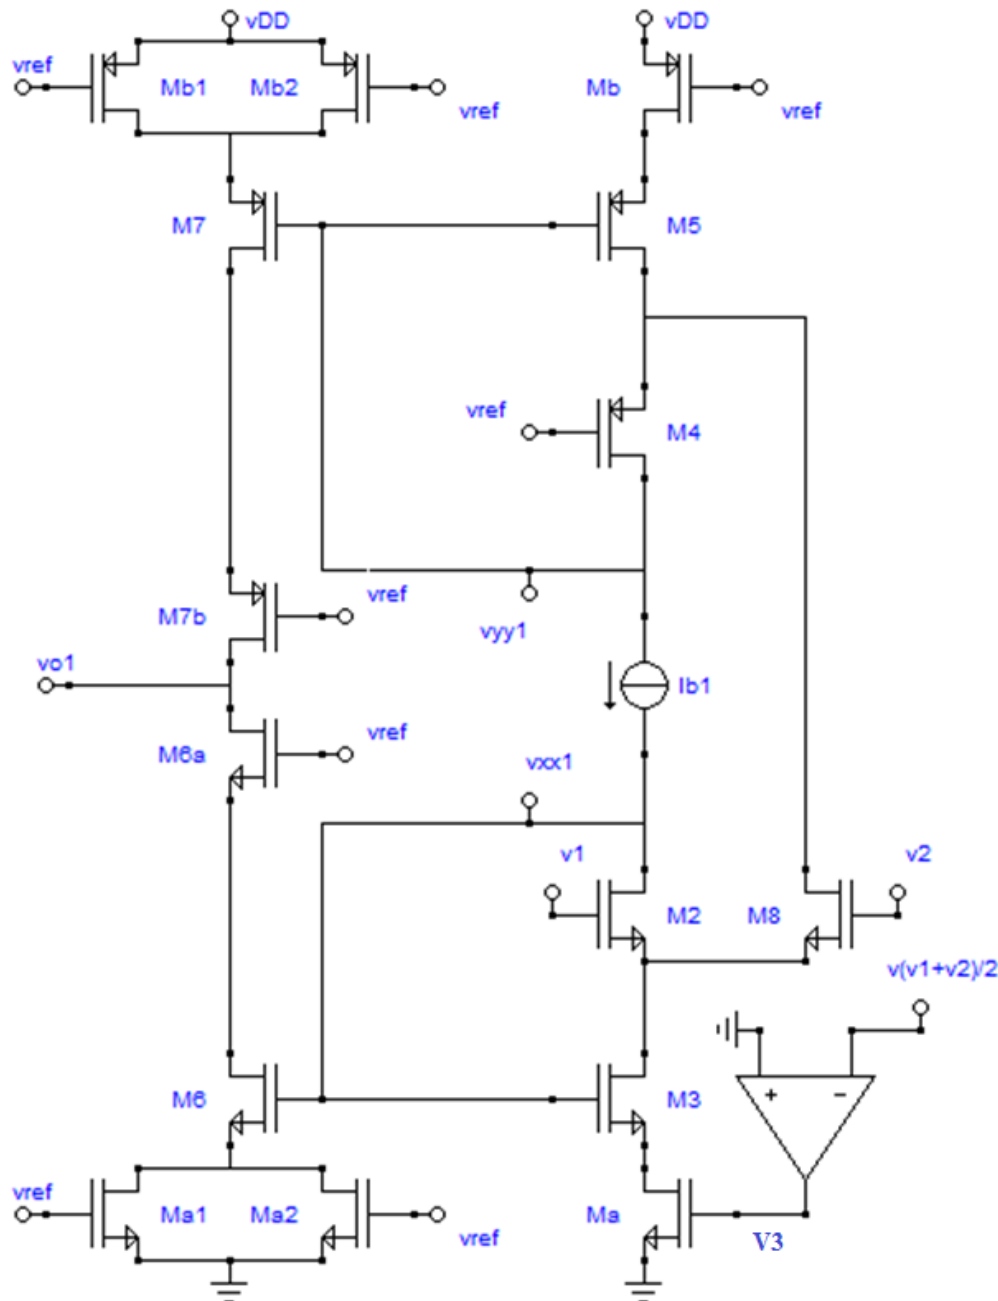 vDD
vDD
vref
Mb1
Mb2
Mb
vref
vref
M7
M5
vref
M4
M7b
vref
vyy1
vo1
Ib1
M6a
vref
vxx1
v1
v2
M2
M8
v(v1+v2)/2
M6
M3
+
−
vref
Ma1
Ma2
Ma
vref
V3